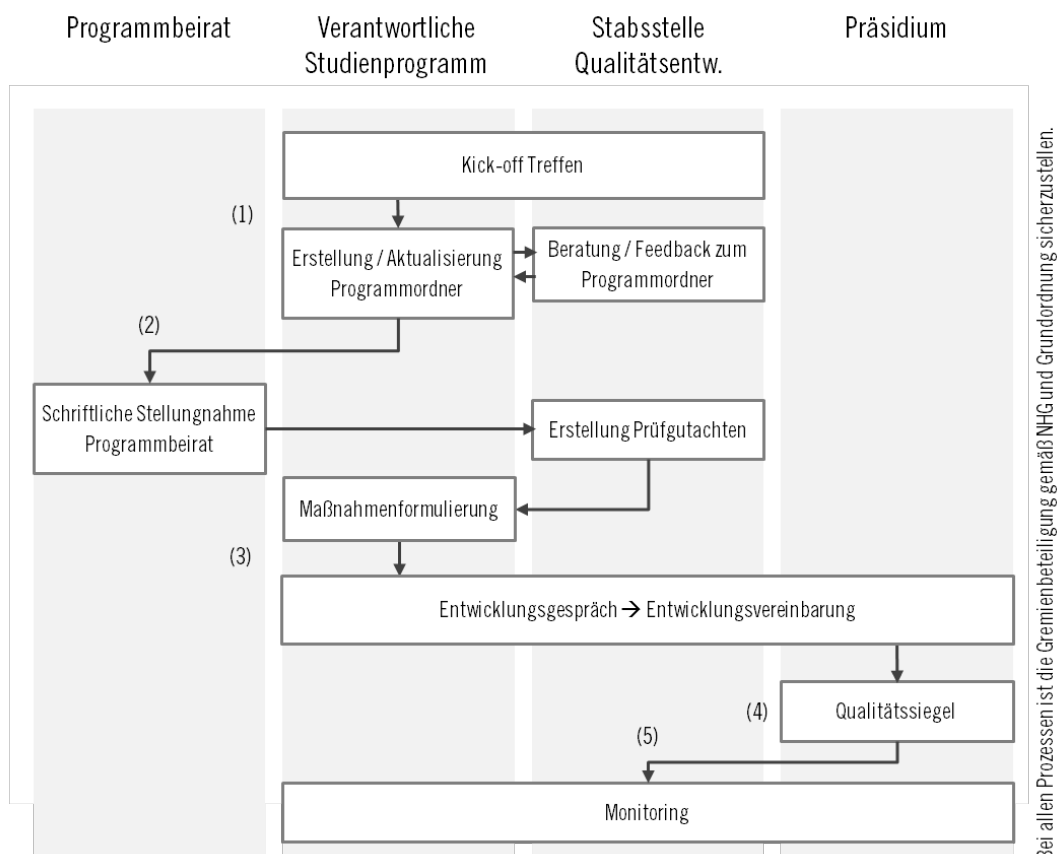 Programmbeirat
Verantwortliche
Studienprogramm
Stabsstelle
Qualitätsentw.
Präsidium
Kick-off Treffen
(1)
Erstellung / Aktualisierung
Programmordner
Beratung / Feedback zum
Programmordner
(2)
Schriftliche Stellungnahme
Programmbeirat
Erstellung Prüfgutachten
Maßnahmenformulierung
(3)
Entwicklungsgespräch → Entwicklungsvereinbarung
(4)
Qualitätssiegel
(5)
Monitoring
Bei allen Prozessen ist die Gremienbeteiligung gemäß NHG und Grundordnung sicherzustellen.